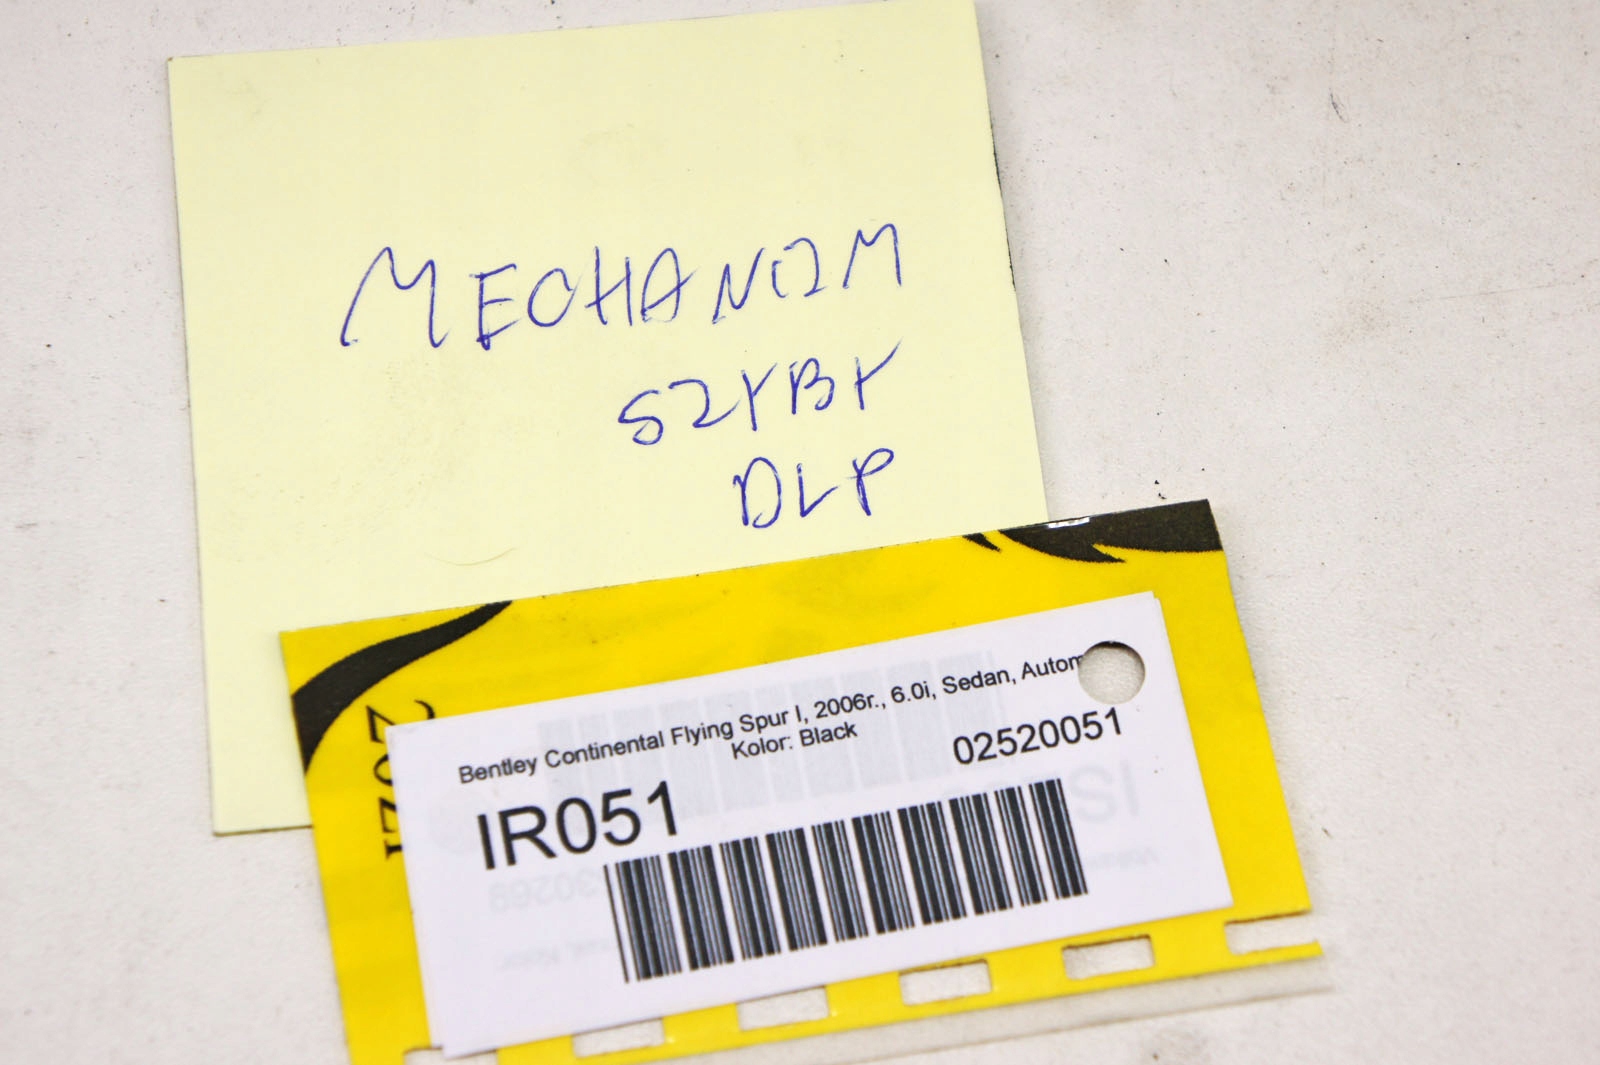 MECHANIZM
SZYBY
DLP
Bentley Continental Flying Spur I, 2006r., 6.0i, Sedan, Autom
Kolor: Black
02520051
IR051